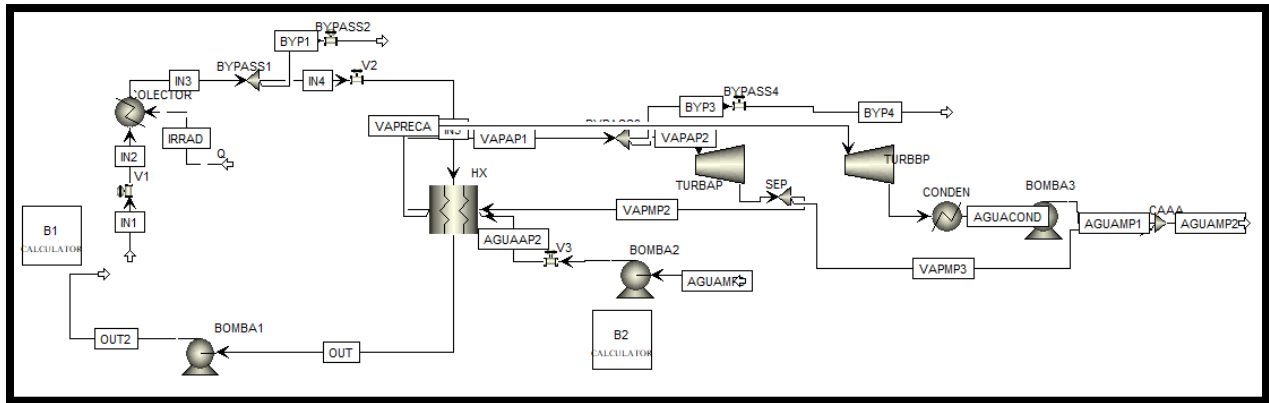 BYPASS2
BYP1
BYPASS1
V2
IN3
IN4
COLECTOR
BYPASS4
BYP3
BYP4
VAPRECA
VAPAP1
VAPAP2
IRRAD
Q
IN2
V1
HX
TURBAP
TURBBP
SEP
CONDEN
BOMBA3
B1
CALCULATOR
IN1
VAPMP2
AGUACOND
AGUAMP1
CAAA
AGUAMP2
AGUAAP2
V3
BOMBA2
VAPMP3
BOMBA1
B2
CALCULATOR
OUT2
OUT